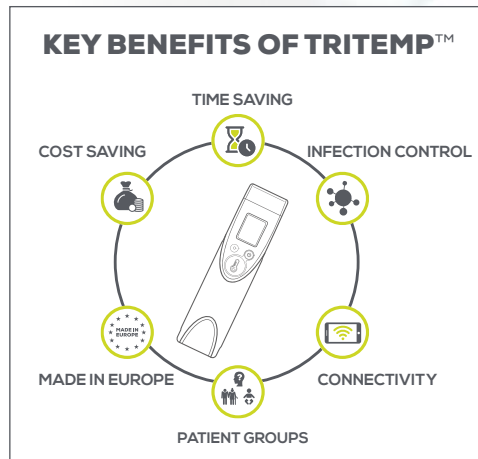 KEY BENEFITS OF TRITEMP™
TIME SAVING
COST SAVING
INFECTION CONTROL
MADE IN
EUROPE
MADE IN EUROPE
CONNECTIVITY
PATIENT GROUPS